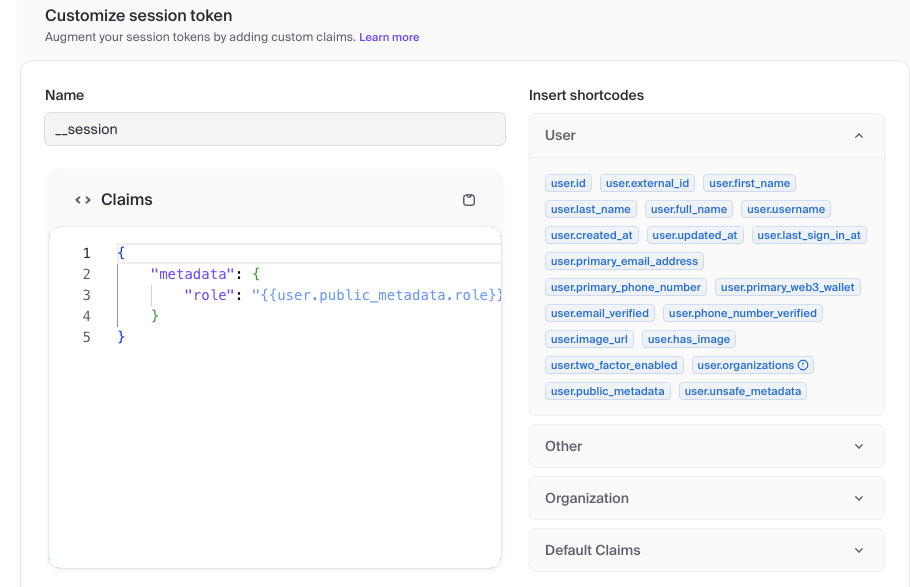 Customize session token
Augment your session tokens by adding custom claims. Learn more
Name
__session
<> Claims
1 {
2 "metadata": {
3 "role": "{{user.public_metadata.role}}
4 }
5 }
Insert shortcodes
User
user.id user.external_id user.first_name
user.last_name user.full_name user.username
user.created_at user.updated_at user.last_sign_in_at
user.primary_email_address
user.primary_phone_number user.primary_web3_wallet
user.email_verified user.phone_number_verified
user.image_url user.has_image
user.two_factor_enabled user.organizations
user.public_metadata user.unsafe_metadata
Other
Organization
Default Claims